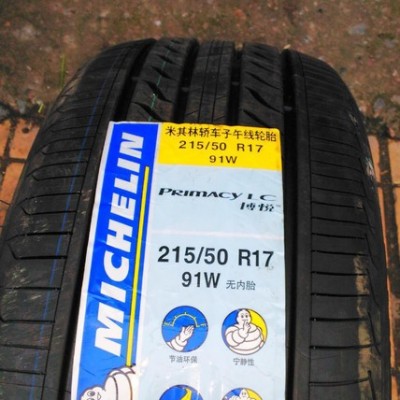 米其林轿车子午线轮胎
215/50 R17
91W
MICHELIN
PRIMACY LC
博悦
215/50 R17
91W 无内胎
节油环保
宁静性